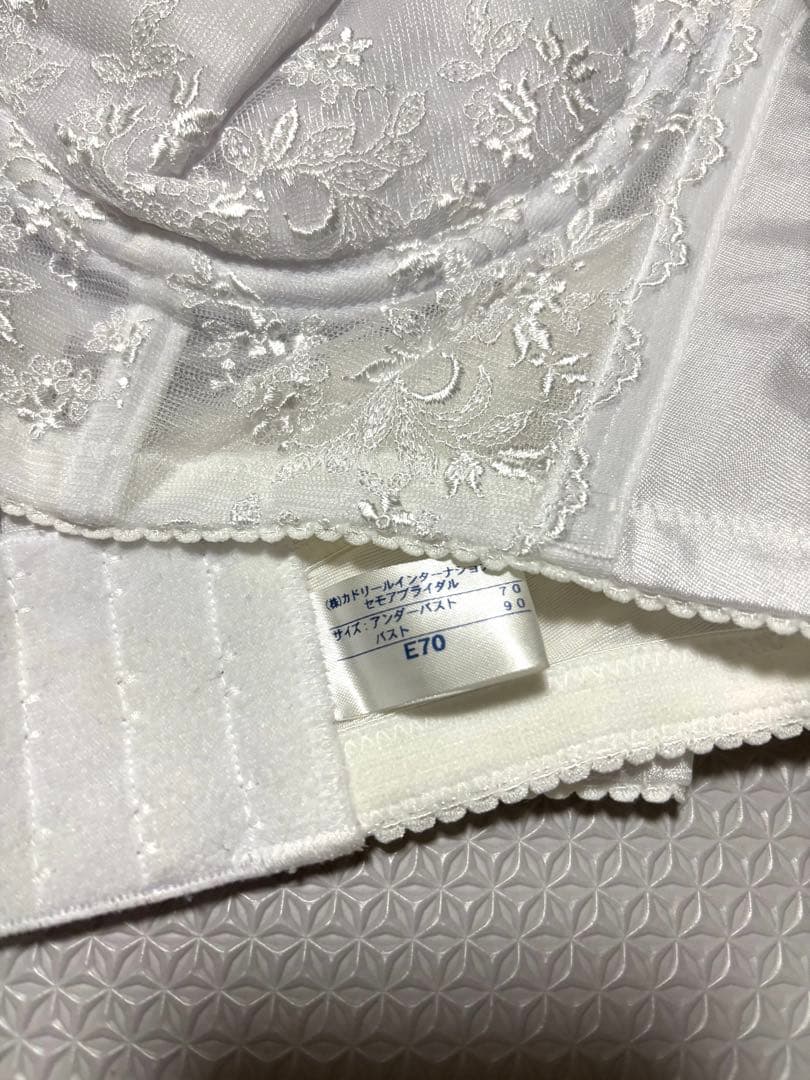 (株)カドリールインターナショ
セモアブライダル
サイズ:アンダーバスト 70
バスト 90
E70